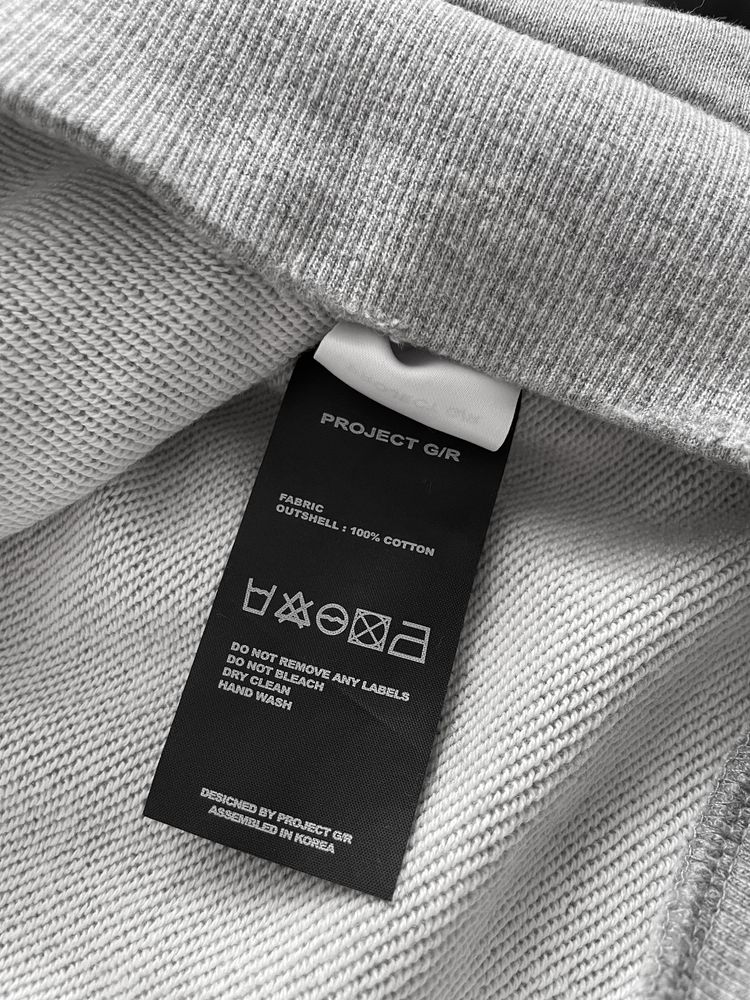 PROJECT G/R
FABRIC
OUTSHELL : 100% COTTON
DO NOT REMOVE ANY LABELS
DO NOT BLEACH
DRY CLEAN
HAND WASH
DESIGNED BY PROJECT G/R
ASSEMBLED IN KOREA